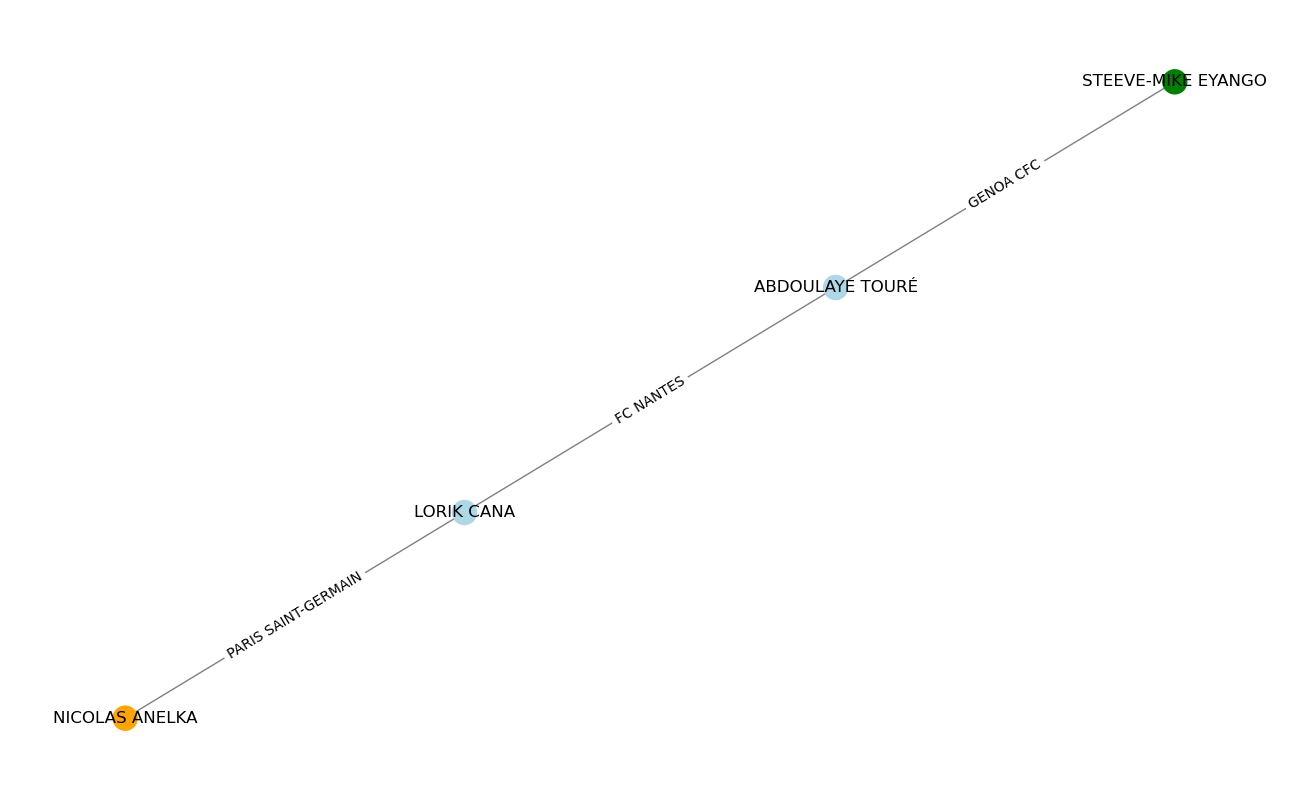 STEEVE-MIKE EYANGO
GENOA CFC
ABDOULAYE TOURÉ
FC NANTES
LORIK CANA
PARIS SAINT-GERMAIN
NICOLAS ANELKA